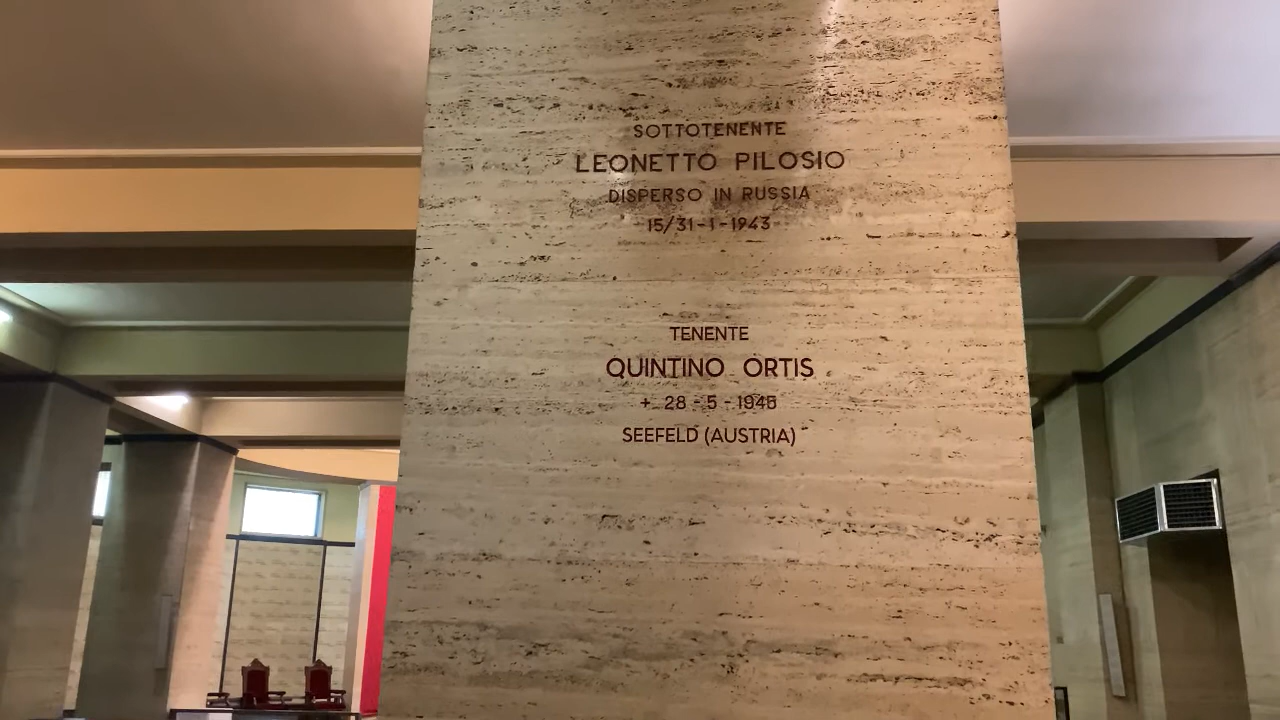 SOTTOTENENTE
LEONETTO PILOSIO
DISPERSO IN RUSSIA
15/31-1-1943
TENENTE
QUINTINO ORTIS
+ 28-5-1945
SEEFELD (AUSTRIA)